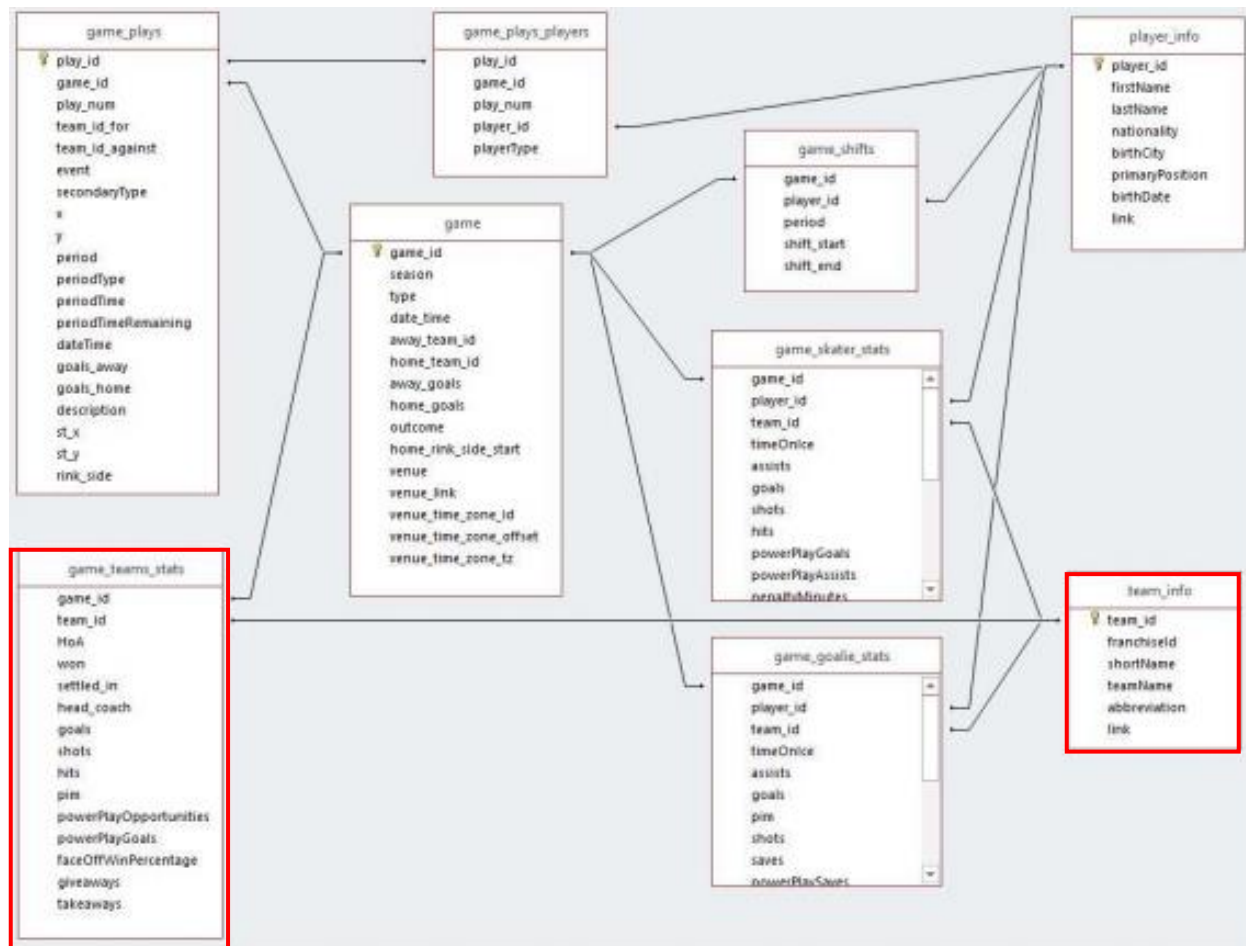 game_plays
play_id
game_id
play_num
team_id_for
team_id_against
event
secondaryType
x
y
period
periodType
periodTime
periodTimeRemaining
dateTime
goals_away
goals_home
description
st_x
st_y
rink_side
game_plays_players
play_id
game_id
play_num
player_id
playerType
player_info
player_id
firstName
lastName
nationality
birthCity
primaryPosition
birthDate
link
game_shifts
game_id
player_id
period
shift_start
shift_end
game
game_id
season
type
date_time
away_team_id
home_team_id
away_goals
home_goals
outcome
home_rink_side_start
venue
venue_link
venue_time_zone_id
venue_time_zone_offset
venue_time_zone_tz
game_skater_stats
game_id
player_id
team_id
timeOnIce
assists
goals
shots
hits
powerPlayGoals
powerPlayAssists
penaltyMinutes
game_teams_stats
game_id
team_id
HoA
won
settled_in
head_coach
goals
shots
hits
pim
powerPlayOpportunities
powerPlayGoals
faceOffWinPercentage
giveaways
takeaways
game_goalie_stats
game_id
player_id
team_id
timeOnIce
assists
goals
pim
shots
saves
powerPlaySaves
team_info
team_id
franchiseId
shortName
teamName
abbreviation
link